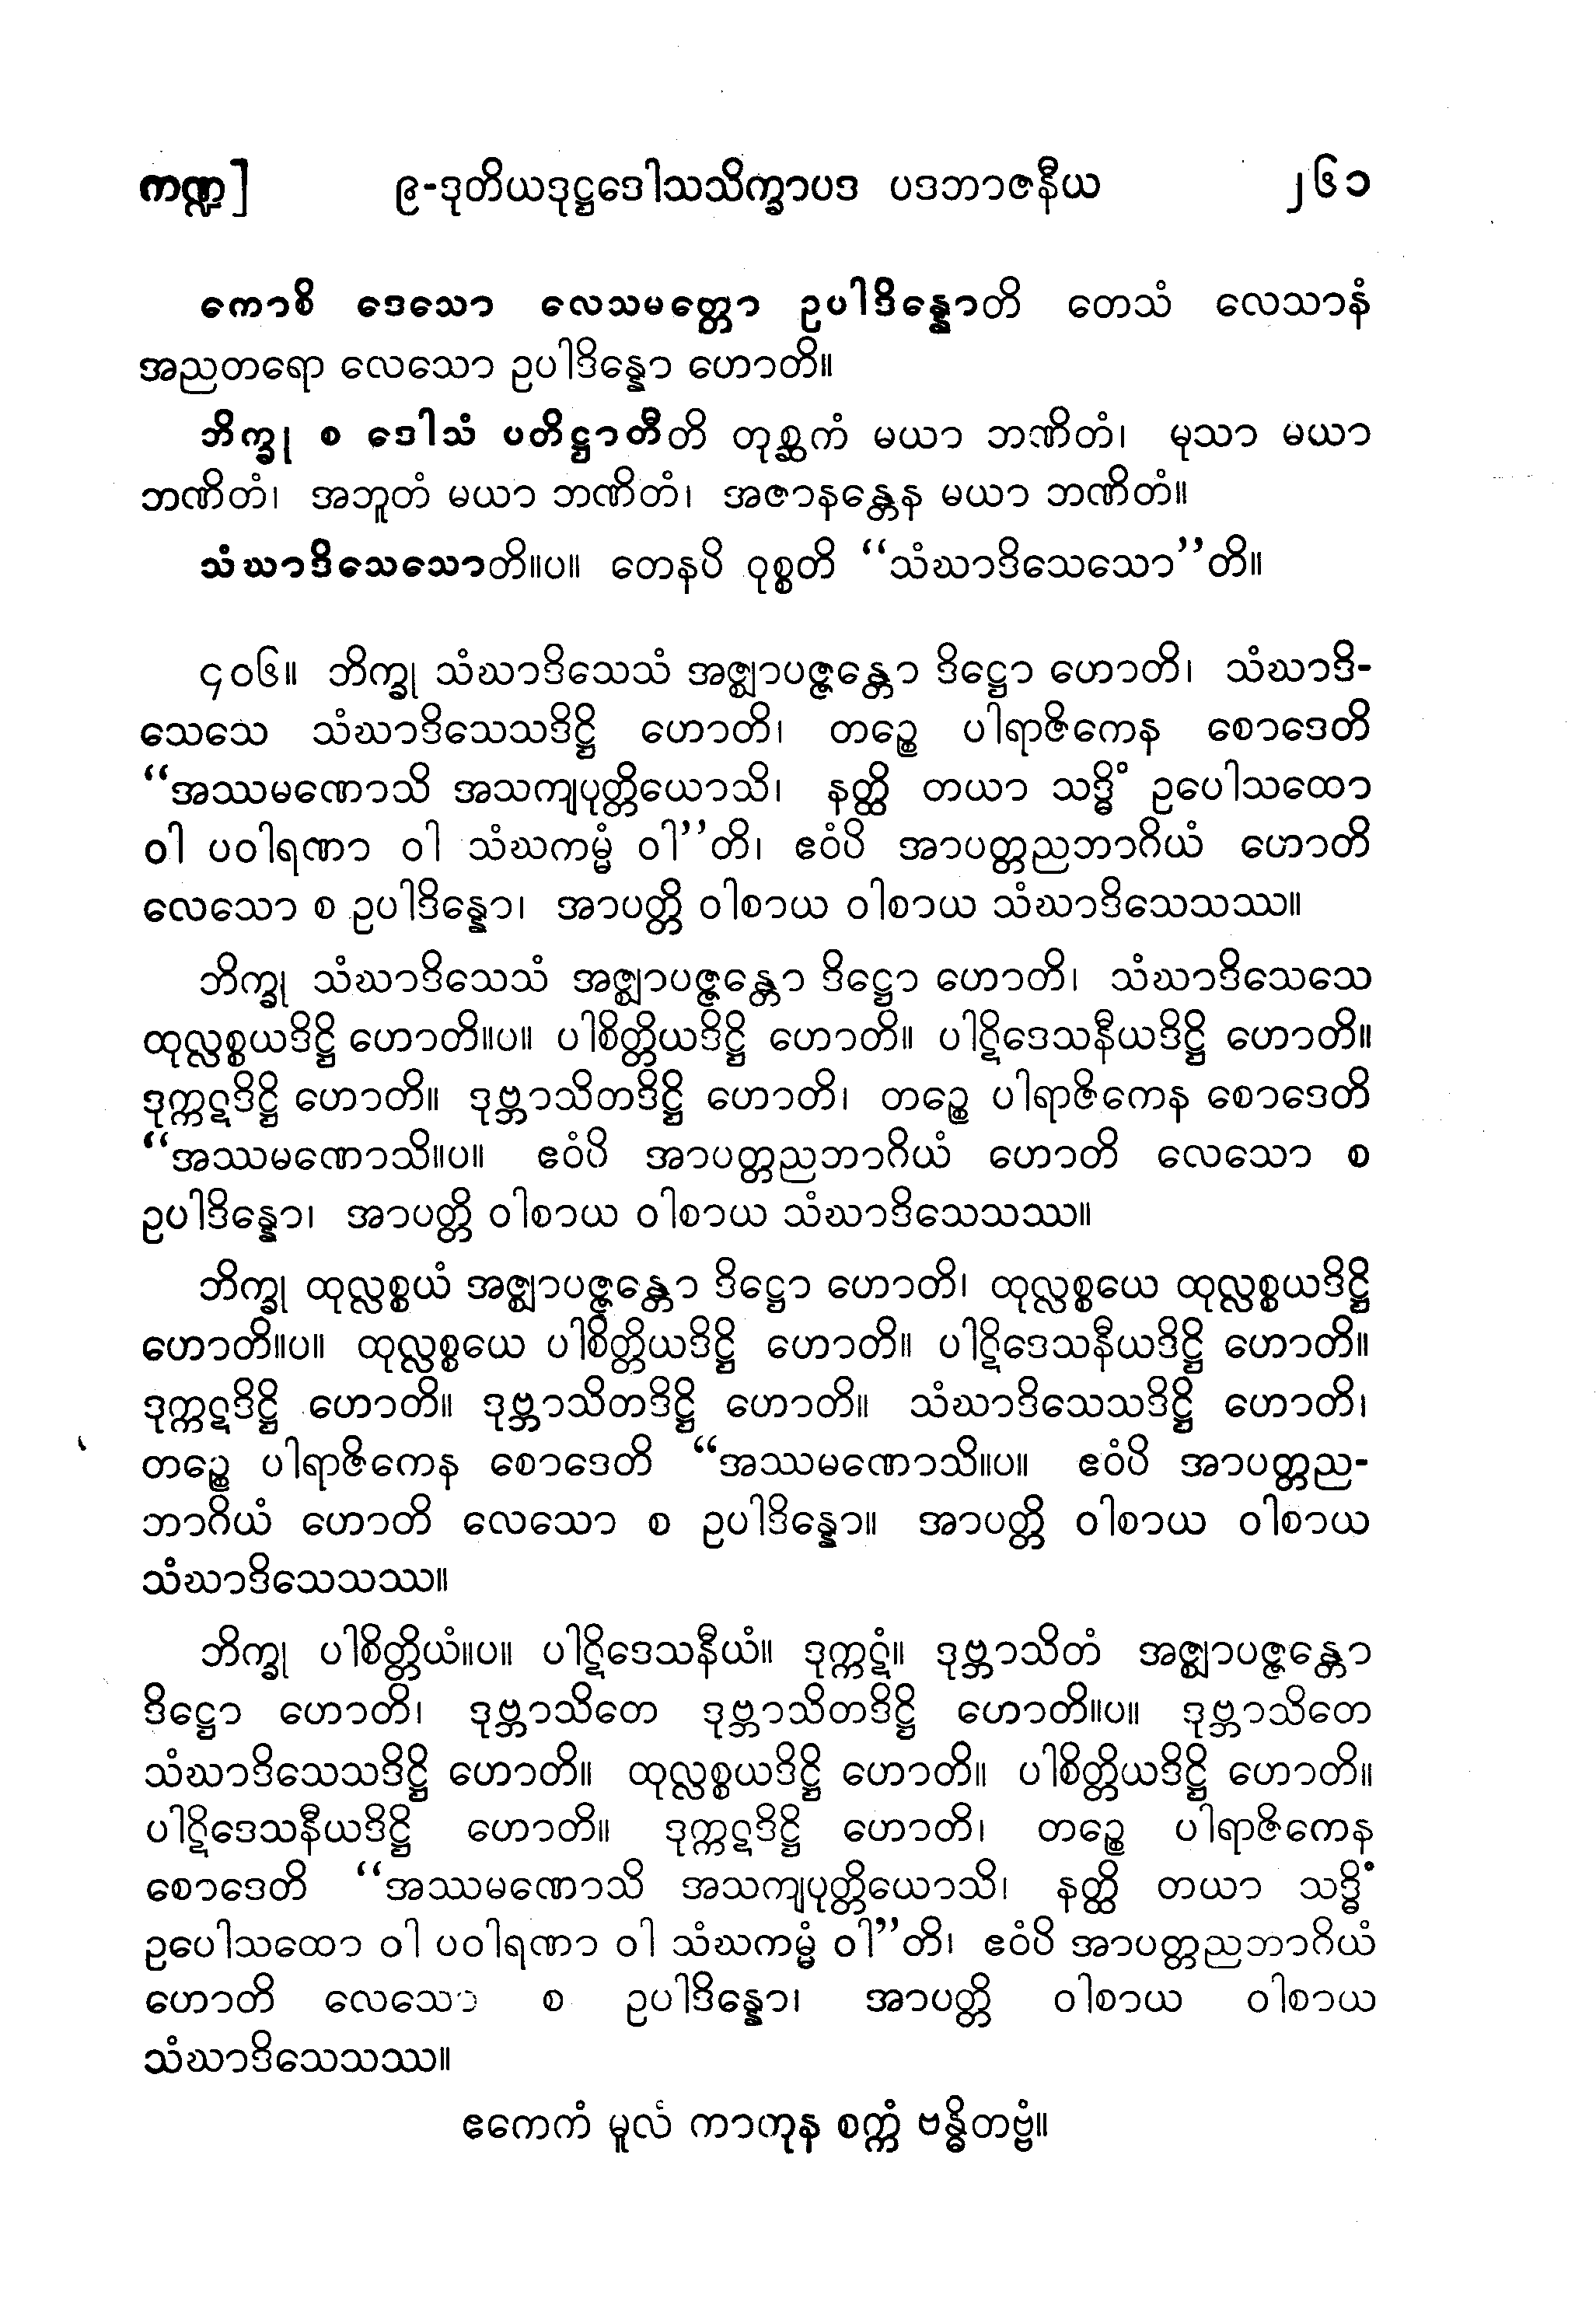 ကဏ္ဍ] ၉-ဒုတိယဒုဋ္ဌဒေါသသိက္ခာပဒ ပဒဘာဇနီယ ၂၆၁
ကောစိ ဒေသော လေသမတ္တော ဥပါဒိန္နောတိ တေသံ လေသာနံ
အညတရော လေသော ဥပါဒိန္နော ဟောတိ။
ဘိက္ခု စ ဒေါသံ ပတိဋ္ဌာတီတိ တုစ္ဆကံ မယာ ဘဏိတံ၊ မုသာ မယာ
ဘဏိတံ၊ အဘူတံ မယာ ဘဏိတံ၊ အဇာနန္တေန မယာ ဘဏိတံ။
သံဃာဒိသေသောတိ။ပ။ တေနပိ ဝုစ္စတိ “သံဃာဒိသေသော”တိ။
၄၀၆။ ဘိက္ခု သံဃာဒိသေသံ အဇ္ဈာပဇ္ဇန္တော ဒိဋ္ဌော ဟောတိ၊ သံဃာဒိ-
သေသေ သံဃာဒိသေသဒိဋ္ဌိ ဟောတိ၊ တဉ္စေ ပါရာဇိကေန စောဒေတိ
“အဿမဏောသိ အသကျပုတ္တိယောသိ၊ နတ္ထိ တယာ သဒ္ဓိံ ဥပေါသထော
ဝါ ပဝါရဏာ ဝါ သံဃကမ္မံ ဝါ”တိ၊ ဧဝံပိ အာပတ္တညဘာဂိယံ ဟောတိ
လေသော စ ဥပါဒိန္နော၊ အာပတ္တိ ဝါစာယ ဝါစာယ သံဃာဒိသေသဿ။
ဘိက္ခု သံဃာဒိသေသံ အဇ္ဈာပဇ္ဇန္တော ဒိဋ္ဌော ဟောတိ၊ သံဃာဒိသေသေ
ထုလ္လစ္စယဒိဋ္ဌိ ဟောတိ။ပ။ ပါစိတ္တိယဒိဋ္ဌိ ဟောတိ။ ပါဋိဒေသနီယဒိဋ္ဌိ ဟောတိ။
ဒုက္ကဋဒိဋ္ဌိ ဟောတိ။ ဒုဗ္ဘာသိတဒိဋ္ဌိ ဟောတိ၊ တဉ္စေ ပါရာဇိကေန စောဒေတိ
“အဿမဏောသိ။ပ။ ဧဝံပိ အာပတ္တညဘာဂိယံ ဟောတိ လေသော စ
ဥပါဒိန္နော၊ အာပတ္တိ ဝါစာယ ဝါစာယ သံဃာဒိသေသဿ။
ဘိက္ခု ထုလ္လစ္စယံ အဇ္ဈာပဇ္ဇန္တော ဒိဋ္ဌော ဟောတိ၊ ထုလ္လစ္စယေ ထုလ္လစ္စယဒိဋ္ဌိ
ဟောတိ။ပ။ ထုလ္လစ္စယေ ပါစိတ္တိယဒိဋ္ဌိ ဟောတိ။ ပါဋိဒေသနီယဒိဋ္ဌိ ဟောတိ။
ဒုက္ကဋဒိဋ္ဌိ ဟောတိ။ ဒုဗ္ဘာသိတဒိဋ္ဌိ ဟောတိ။ သံဃာဒိသေသဒိဋ္ဌိ ဟောတိ၊
တဉ္စေ ပါရာဇိကေန စောဒေတိ “အဿမဏောသိ။ပ။ ဧဝံပိ အာပတ္တည-
ဘာဂိယံ ဟောတိ လေသော စ ဥပါဒိန္နော။ အာပတ္တိ ဝါစာယ ဝါစာယ
သံဃာဒိသေသဿ။
ဘိက္ခု ပါစိတ္တိယံ။ပ။ ပါဋိဒေသနီယံ။ ဒုက္ကဋံ။ ဒုဗ္ဘာသိတံ အဇ္ဈာပဇ္ဇန္တော
ဒိဋ္ဌော ဟောတိ၊ ဒုဗ္ဘာသိတေ ဒုဗ္ဘာသိတဒိဋ္ဌိ ဟောတိ။ပ။ ဒုဗ္ဘာသိတေ
သံဃာဒိသေသဒိဋ္ဌိ ဟောတိ။ ထုလ္လစ္စယဒိဋ္ဌိ ဟောတိ။ ပါစိတ္တိယဒိဋ္ဌိ ဟောတိ။
ပါဋိဒေသနီယဒိဋ္ဌိ ဟောတိ။ ဒုက္ကဋဒိဋ္ဌိ ဟောတိ၊ တဉ္စေ ပါရာဇိကေန
စောဒေတိ “အဿမဏောသိ အသကျပုတ္တိယောသိ၊ နတ္ထိ တယာ သဒ္ဓိံ
ဥပေါသထော ဝါ ပဝါရဏာ ဝါ သံဃကမ္မံ ဝါ”တိ၊ ဧဝံပိ အာပတ္တညဘာဂိယံ
ဟောတိ လေသော စ ဥပါဒိန္နော၊ အာပတ္တိ ဝါစာယ ဝါစာယ
သံဃာဒိသေသဿ။
ဧကေကံ မူလံ ကာတုန စက္ကံ ဗန္ဓိတဗ္ဗံ။